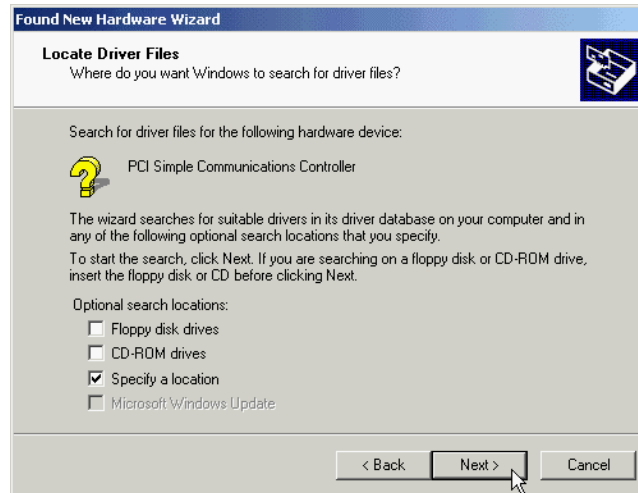 Found New Hardware Wizard
Locate Driver Files
Where do you want Windows to search for driver files?
Search for driver files for the following hardware device:
PCI Simple Communications Controller
The wizard searches for suitable drivers in its driver database on your computer and in
any of the following optional search locations that you specify.
To start the search, click Next. If you are searching on a floppy disk or CD-ROM drive,
insert the floppy disk or CD before clicking Next.
Optional search locations:
Floppy disk drives
CD-ROM drives
Specify a location
Microsoft Windows Update
< Back Next > Cancel